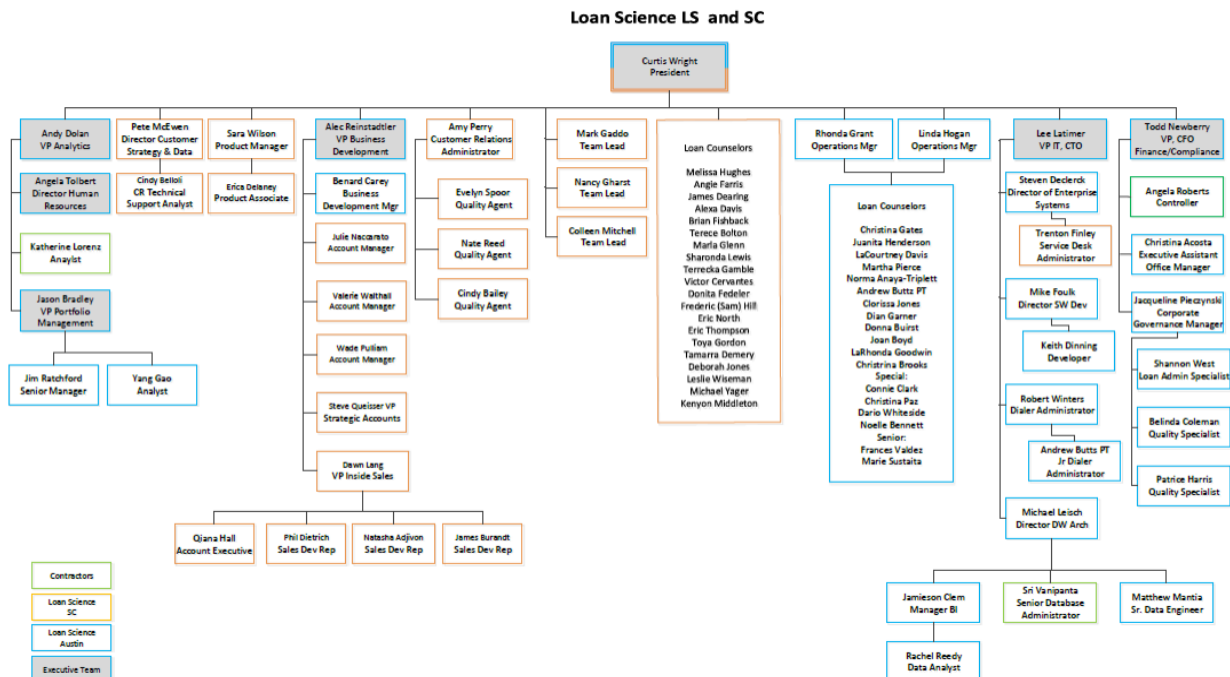 Loan Science LS and SC
Curtis Wright
President
Andy Dolan
VP Analytics
Angela Tolbert
Director Human
Resources
Katherine Lorenz
Anaylst
Jason Bradley
VP Portfolio
Management
Jim Ratchford
Senior Manager
Yang Gao
Analyst
Pete McEwen
Director Customer
Strategy & Data
Cindy Belloli
CR Technical
Support Analyst
Sara Wilson
Product Manager
Erica Delaney
Product Associate
Alec Reinstadtler
VP Business
Development
Benard Carey
Business
Development Mgr
Julie Naccarato
Account Manager
Valerie Walthall
Account Manager
Wade Pulliam
Account Manager
Steve Queisser VP
Strategic Accounts
Dawn Lang
VP Inside Sales
Qiana Hall
Account Executive
Phil Dietrich
Sales Dev Rep
Natasha Adjivon
Sales Dev Rep
James Burandt
Sales Dev Rep
Amy Perry
Customer Relations
Administrator
Evelyn Spoor
Quality Agent
Nate Reed
Quality Agent
Cindy Bailey
Quality Agent
Mark Gaddo
Team Lead
Nancy Gharst
Team Lead
Colleen Mitchell
Team Lead
Loan Counselors
Melissa Hughes
Angie Farris
James Dearing
Alexa Davis
Brian Fishback
Terece Bolton
Marla Glenn
Sharonda Lewis
Terrecka Gamble
Victor Cervantes
Donita Fedeler
Frederic (Sam) Hill
Eric North
Eric Thompson
Toya Gordon
Tamarra Demery
Deborah Jones
Leslie Wiseman
Michael Yager
Kenyon Middleton
Rhonda Grant
Operations Mgr
Linda Hogan
Operations Mgr
Loan Counselors
Christina Gates
Juanita Henderson
LaCourtney Davis
Martha Pierce
Norma Anaya-Triplett
Andrew Buttz PT
Clorissa Jones
Dian Garner
Donna Buirst
Joan Boyd
LaRhonda Goodwin
Christrina Brooks
Special:
Connie Clark
Christina Paz
Dario Whiteside
Noelle Bennett
Senior:
Frances Valdez
Marie Sustaita
Lee Latimer
VP IT, CTO
Steven Declerck
Director of Enterprise
Systems
Trenton Finley
Service Desk
Administrator
Mike Foulk
Director SW Dev
Keith Dinning
Developer
Robert Winters
Dialer Administrator
Andrew Butts PT
Jr Dialer
Administrator
Michael Leisch
Director DW Arch
Jamieson Clem
Manager BI
Rachel Reedy
Data Analyst
Sri Vanipanta
Senior Database
Administrator
Matthew Mantia
Sr. Data Engineer
Todd Newberry
VP, CFO
Finance/Compliance
Angela Roberts
Controller
Christina Acosta
Executive Assistant
Office Manager
Jacqueline Pieczynski
Corporate
Governance Manager
Shannon West
Loan Admin Specialist
Belinda Coleman
Quality Specialist
Patrice Harris
Quality Specialist
Contractors
Loan Science
SC
Loan Science
Austin
Executive Team